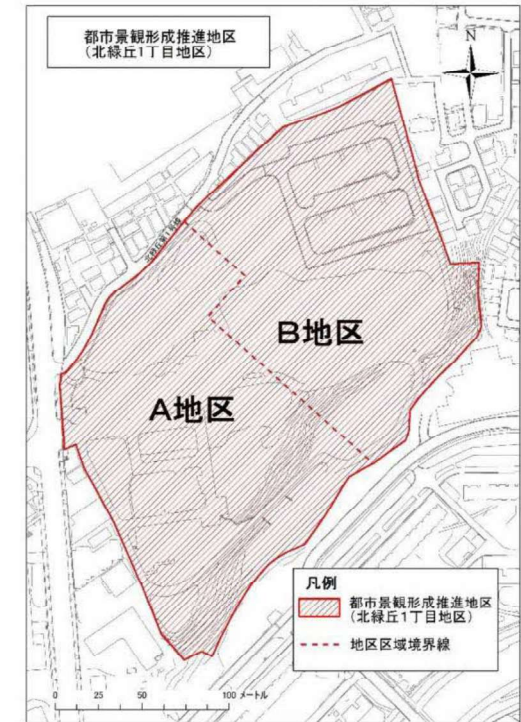 都市景観形成推進地区
(北緑丘1丁目地区)
N
B地区
A地区
凡例
都市景観形成推進地区
(北緑丘1丁目地区)
地区区域境界線
0 25 50 100 メートル